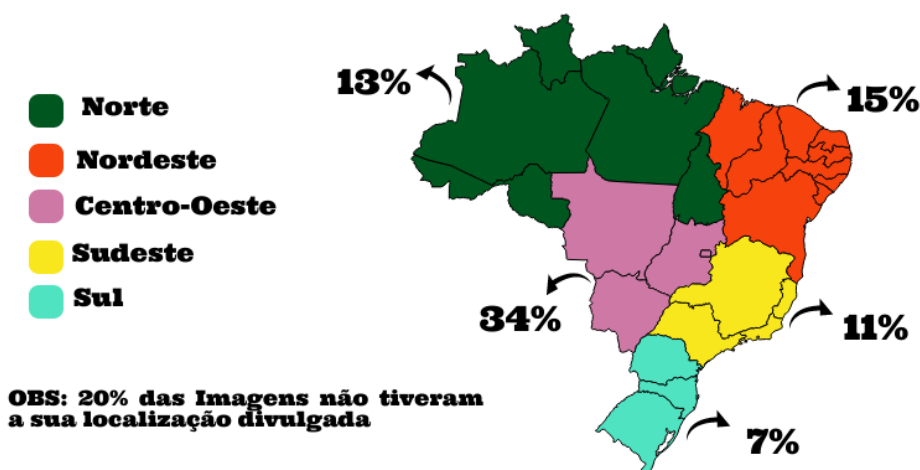 Norte
Nordeste
Centro-Oeste
Sudeste
Sul
13%
15%
34%
11%
7%
OBS: 20% das Imagens não tiveram
a sua localização divulgada